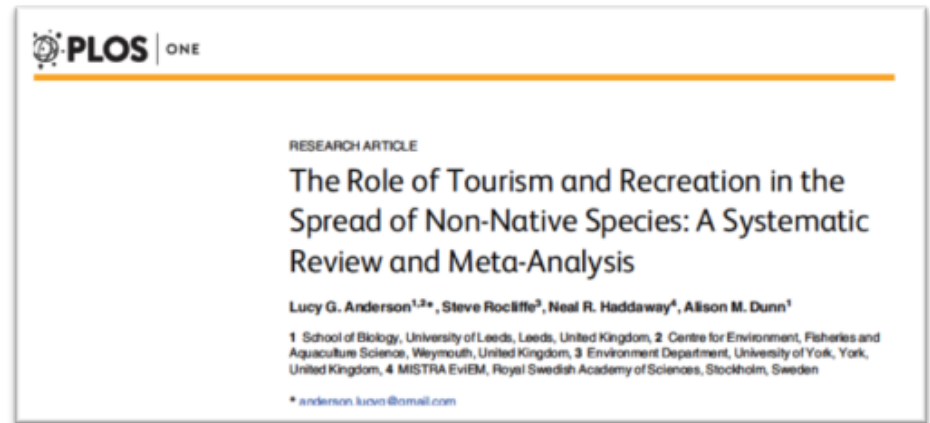 PLOS ONE
RESEARCH ARTICLE
The Role of Tourism and Recreation in the
Spread of Non-Native Species: A Systematic
Review and Meta-Analysis
Lucy G. Anderson1,2*, Steve Rocliffe3, Neal R. Haddaway4, Alison M. Dunn1
1 School of Biology, University of Leeds, Leeds, United Kingdom, 2 Centre for Environment, Fisheries and
Aquaculture Science, Weymouth, United Kingdom, 3 Environment Department, University of York, York,
United Kingdom, 4 MISTRA EviEM, Royal Swedish Academy of Sciences, Stockholm, Sweden
* anderson.lucyg@gmail.com